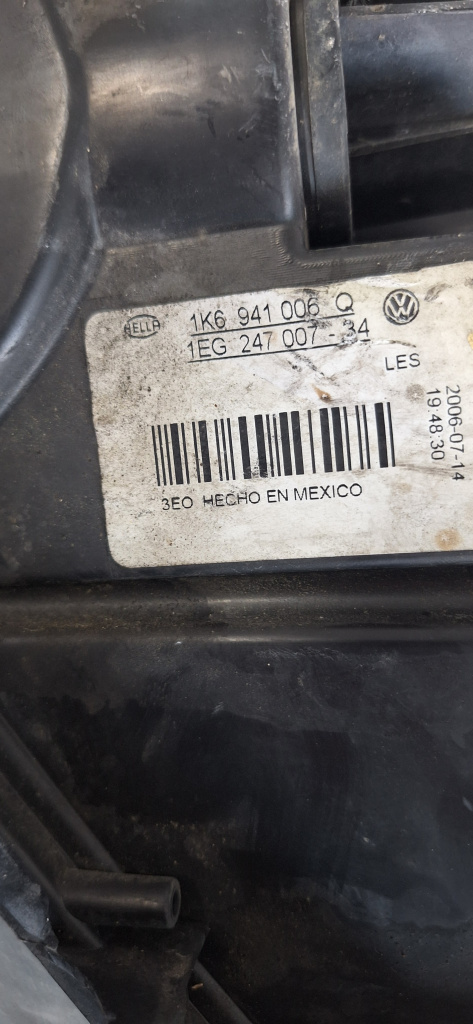 HELLA
1K6 941 006 Q
1EG 247 007 - 34
LES
2006-07-14
19:48:30
3EO HECHO EN MEXICO